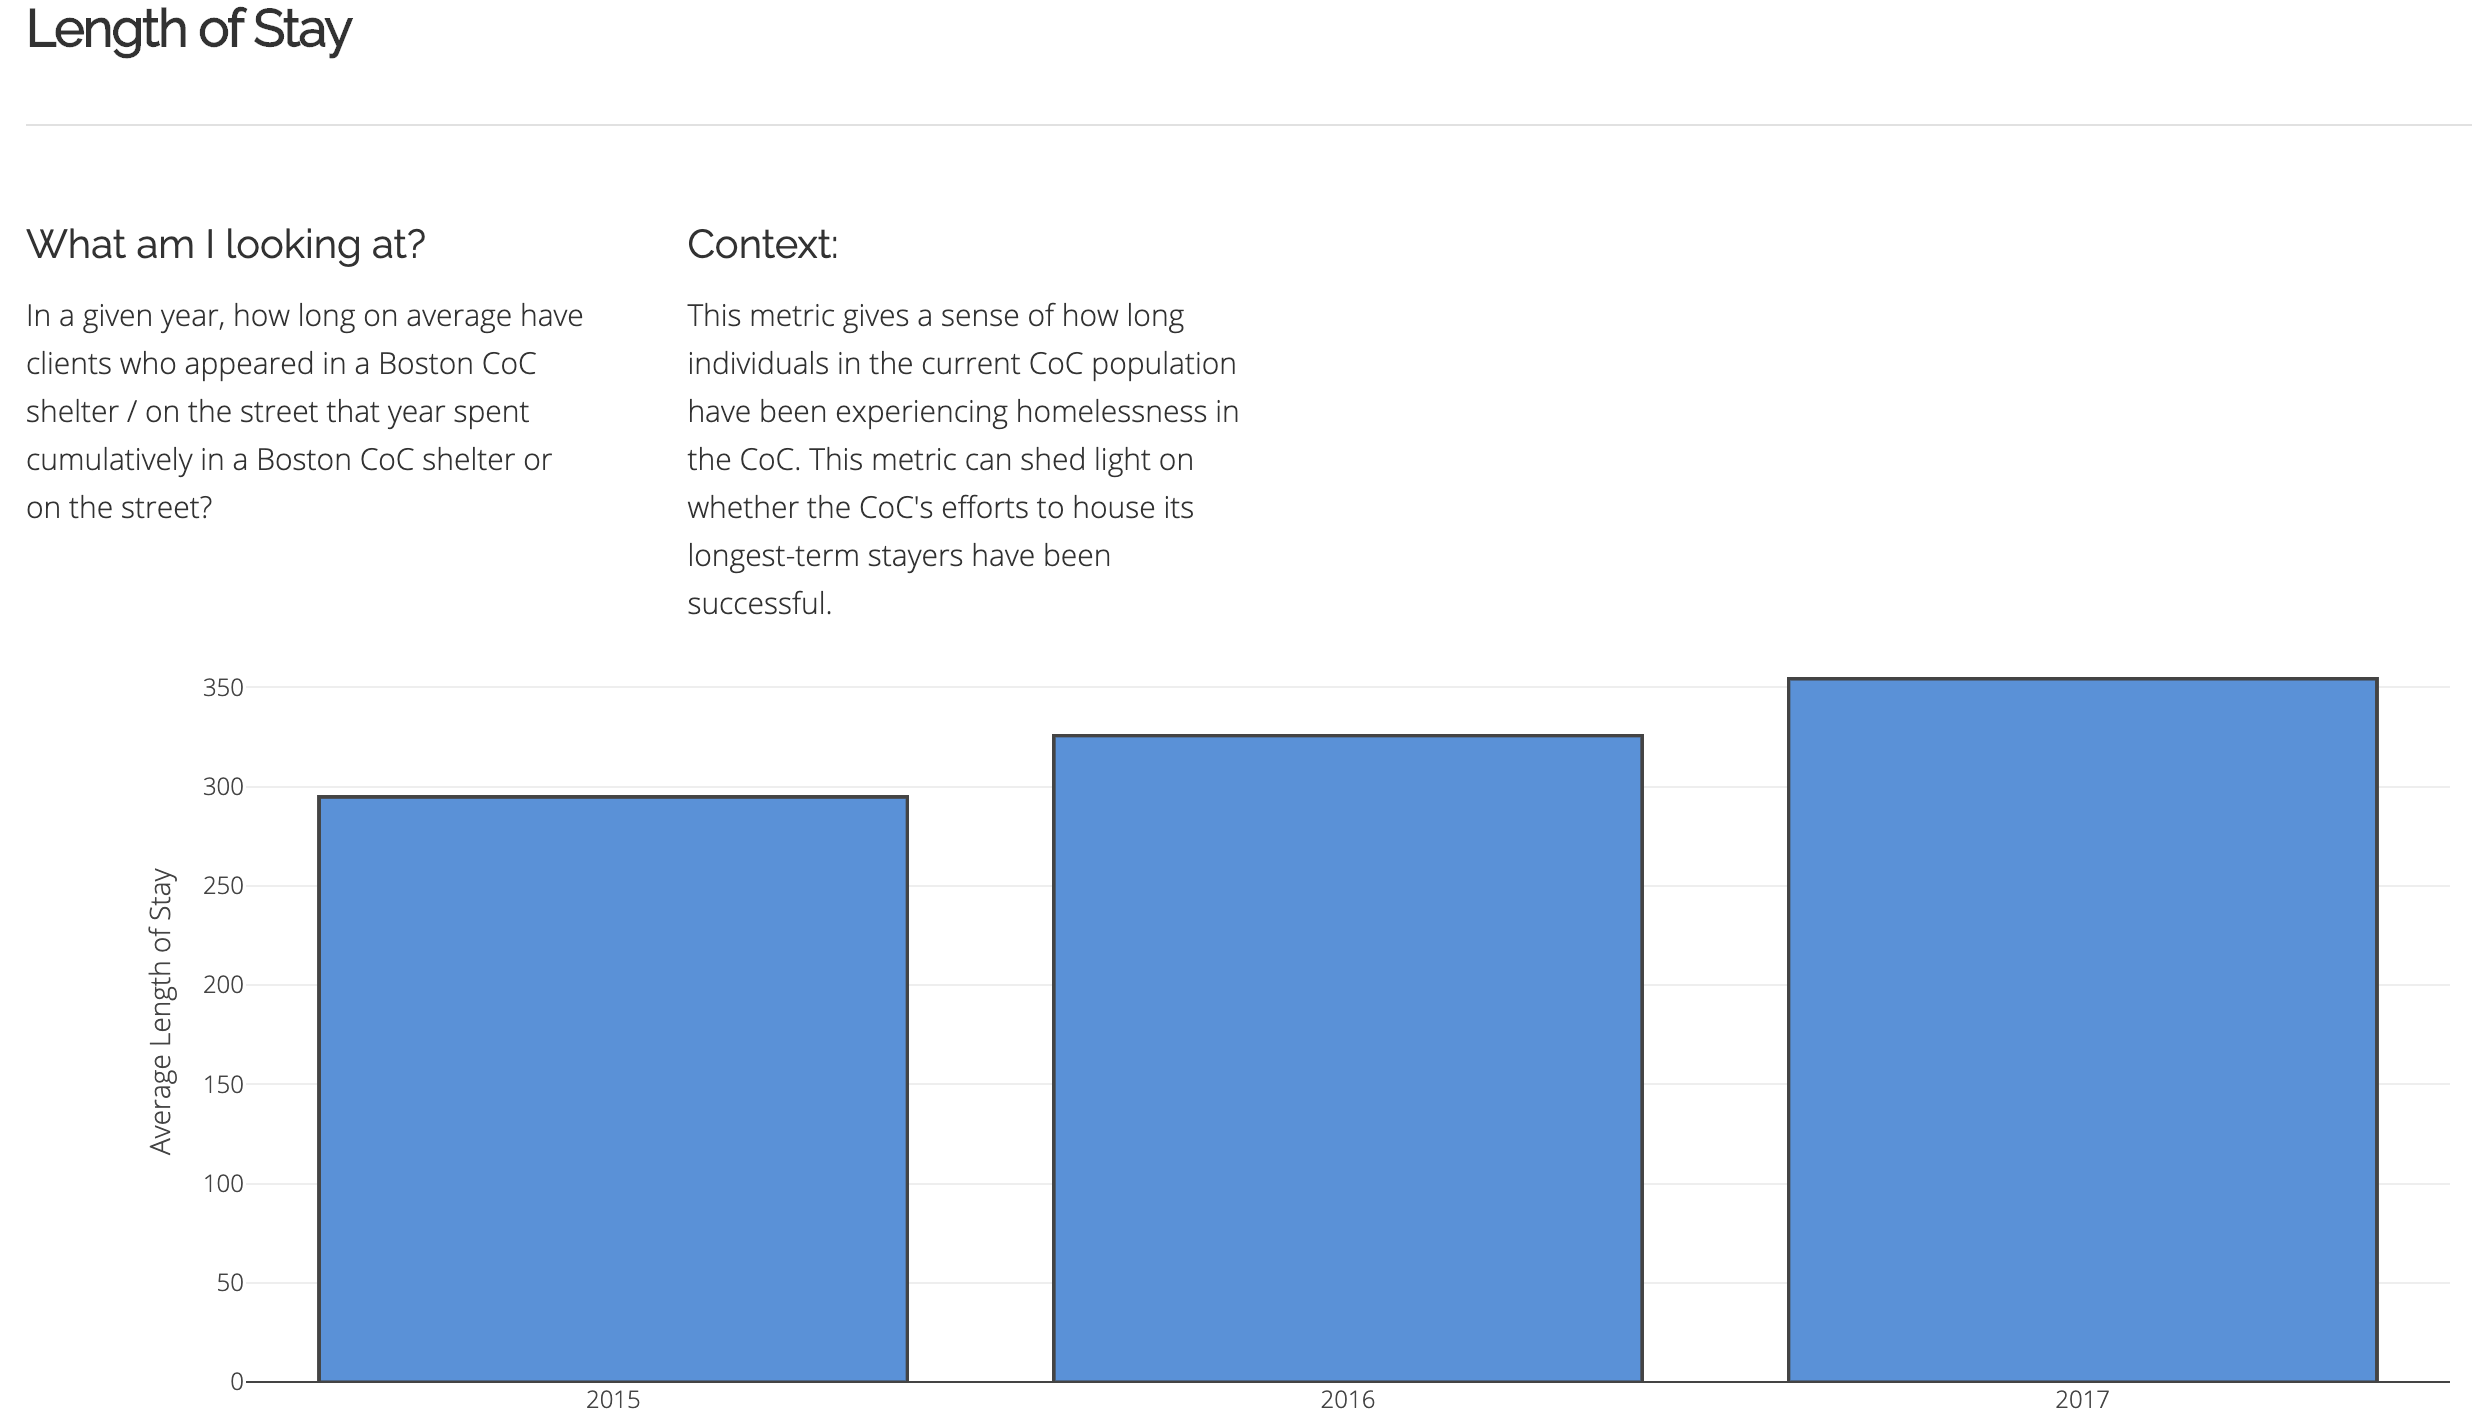 Length of Stay
What am I looking at?
In a given year, how long on average have
clients who appeared in a Boston CoC
shelter / on the street that year spent
cumulatively in a Boston CoC shelter or
on the street?
Context:
This metric gives a sense of how long
individuals in the current CoC population
have been experiencing homelessness in
the CoC. This metric can shed light on
whether the CoC's efforts to house its
longest-term stayers have been
successful.
Average Length of Stay
350
300
250
200
150
100
50
0
2015
2016
2017